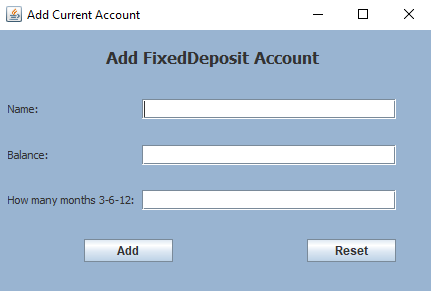 Add Current Account
Add FixedDeposit Account
Name:
Balance:
How many months 3-6-12:
Add Reset